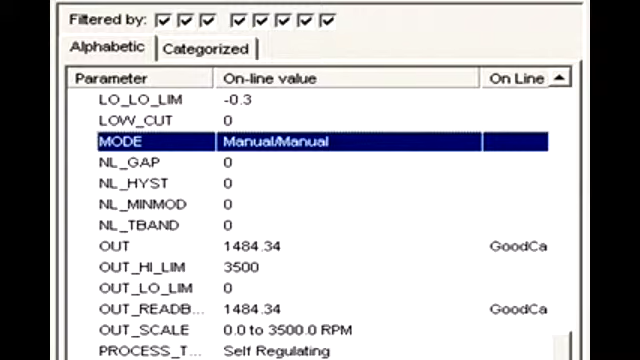 Filtered by:
Alphabetic Categorized
Parameter On-line value On Line
LO_LO_LIM -0.3
LOW_CUT 0
MODE Manual/Manual
NL_GAP 0
NL_HYST 0
NL_MINMOD 0
NL_TBAND 0
OUT 1484.34 GoodCa
OUT_HI_LIM 3500
OUT_LO_LIM 0
OUT_READB... 1484.34 GoodCa
OUT_SCALE 0.0 to 3500.0 RPM
PROCESS_T... Self Regulating